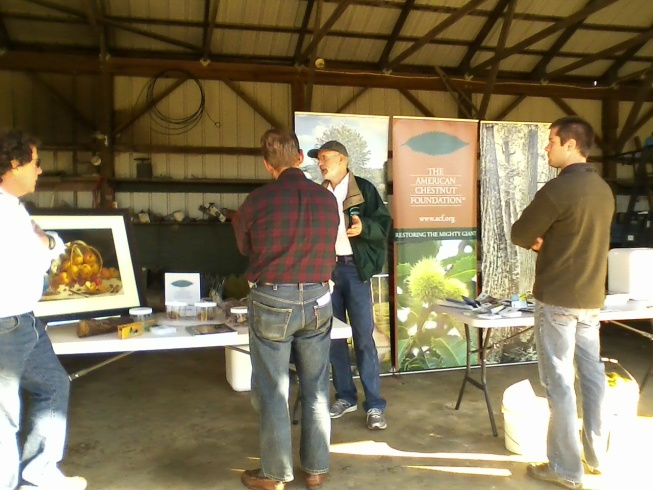 THE
AMERICAN
CHESTNUT
FOUNDATION
www.acf.org
RESTORING THE MIGHTY GIANT